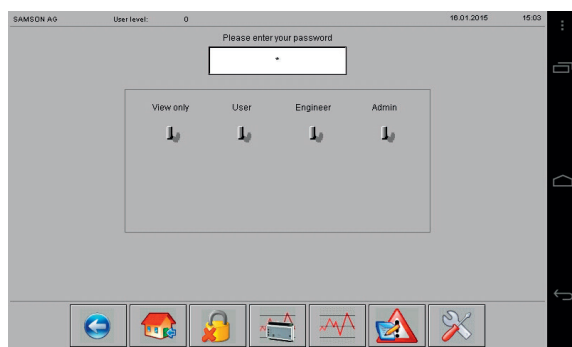 SAMSON AG User level: 0 16.01.2015 15:03
Please enter your password
*
View only User Engineer Admin